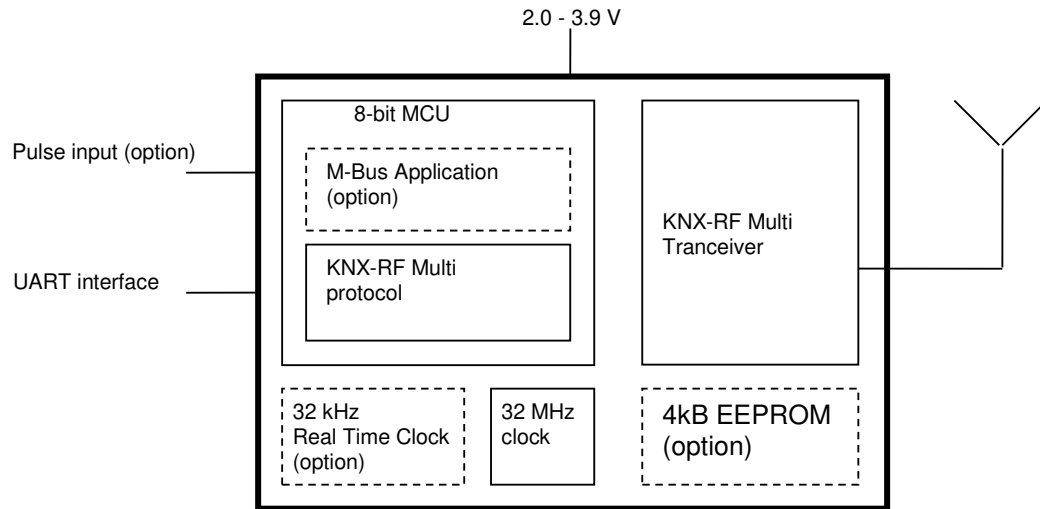 2.0 - 3.9 V
8-bit MCU
Pulse input (option)
M-Bus Application
(option)
KNX-RF Multi
Tranceiver
UART interface
KNX-RF Multi
protocol
32 kHz
Real Time Clock
(option)
32 MHz
clock
4kB EEPROM
(option)